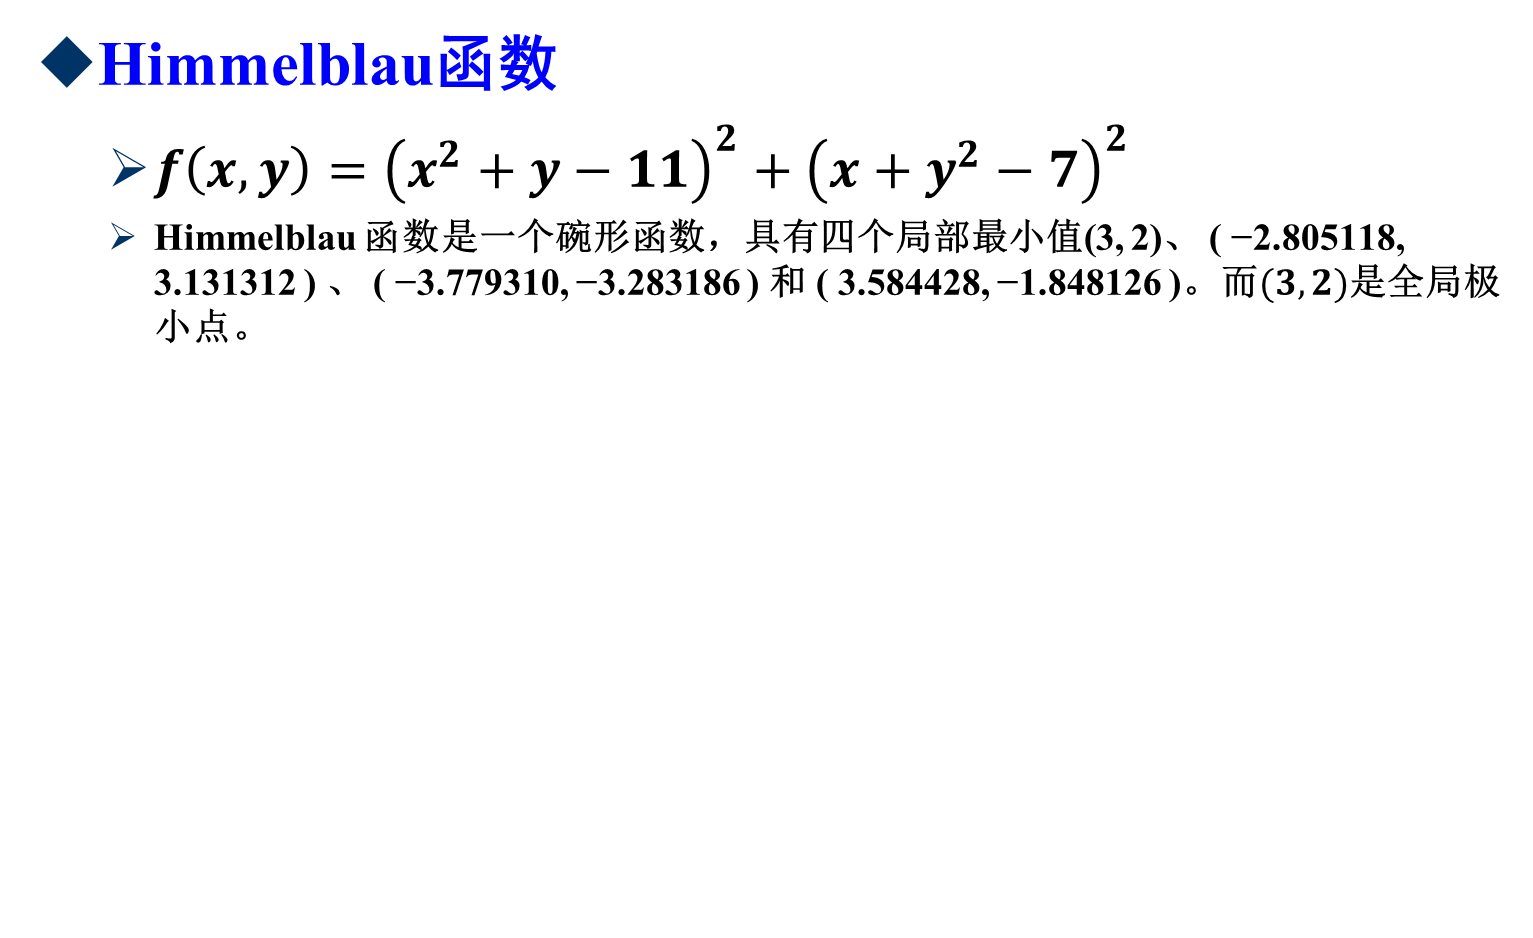 ◆Himmelblau函数
➢f(x, y) = (x² + y − 11)² + (x + y² − 7)²
➢ Himmelblau 函数是一个碗形函数，具有四个局部最小值(3, 2)、 ( −2.805118,
3.131312 ) 、 ( −3.779310, −3.283186 ) 和 ( 3.584428, −1.848126 )。而(3, 2)是全局极
小点。